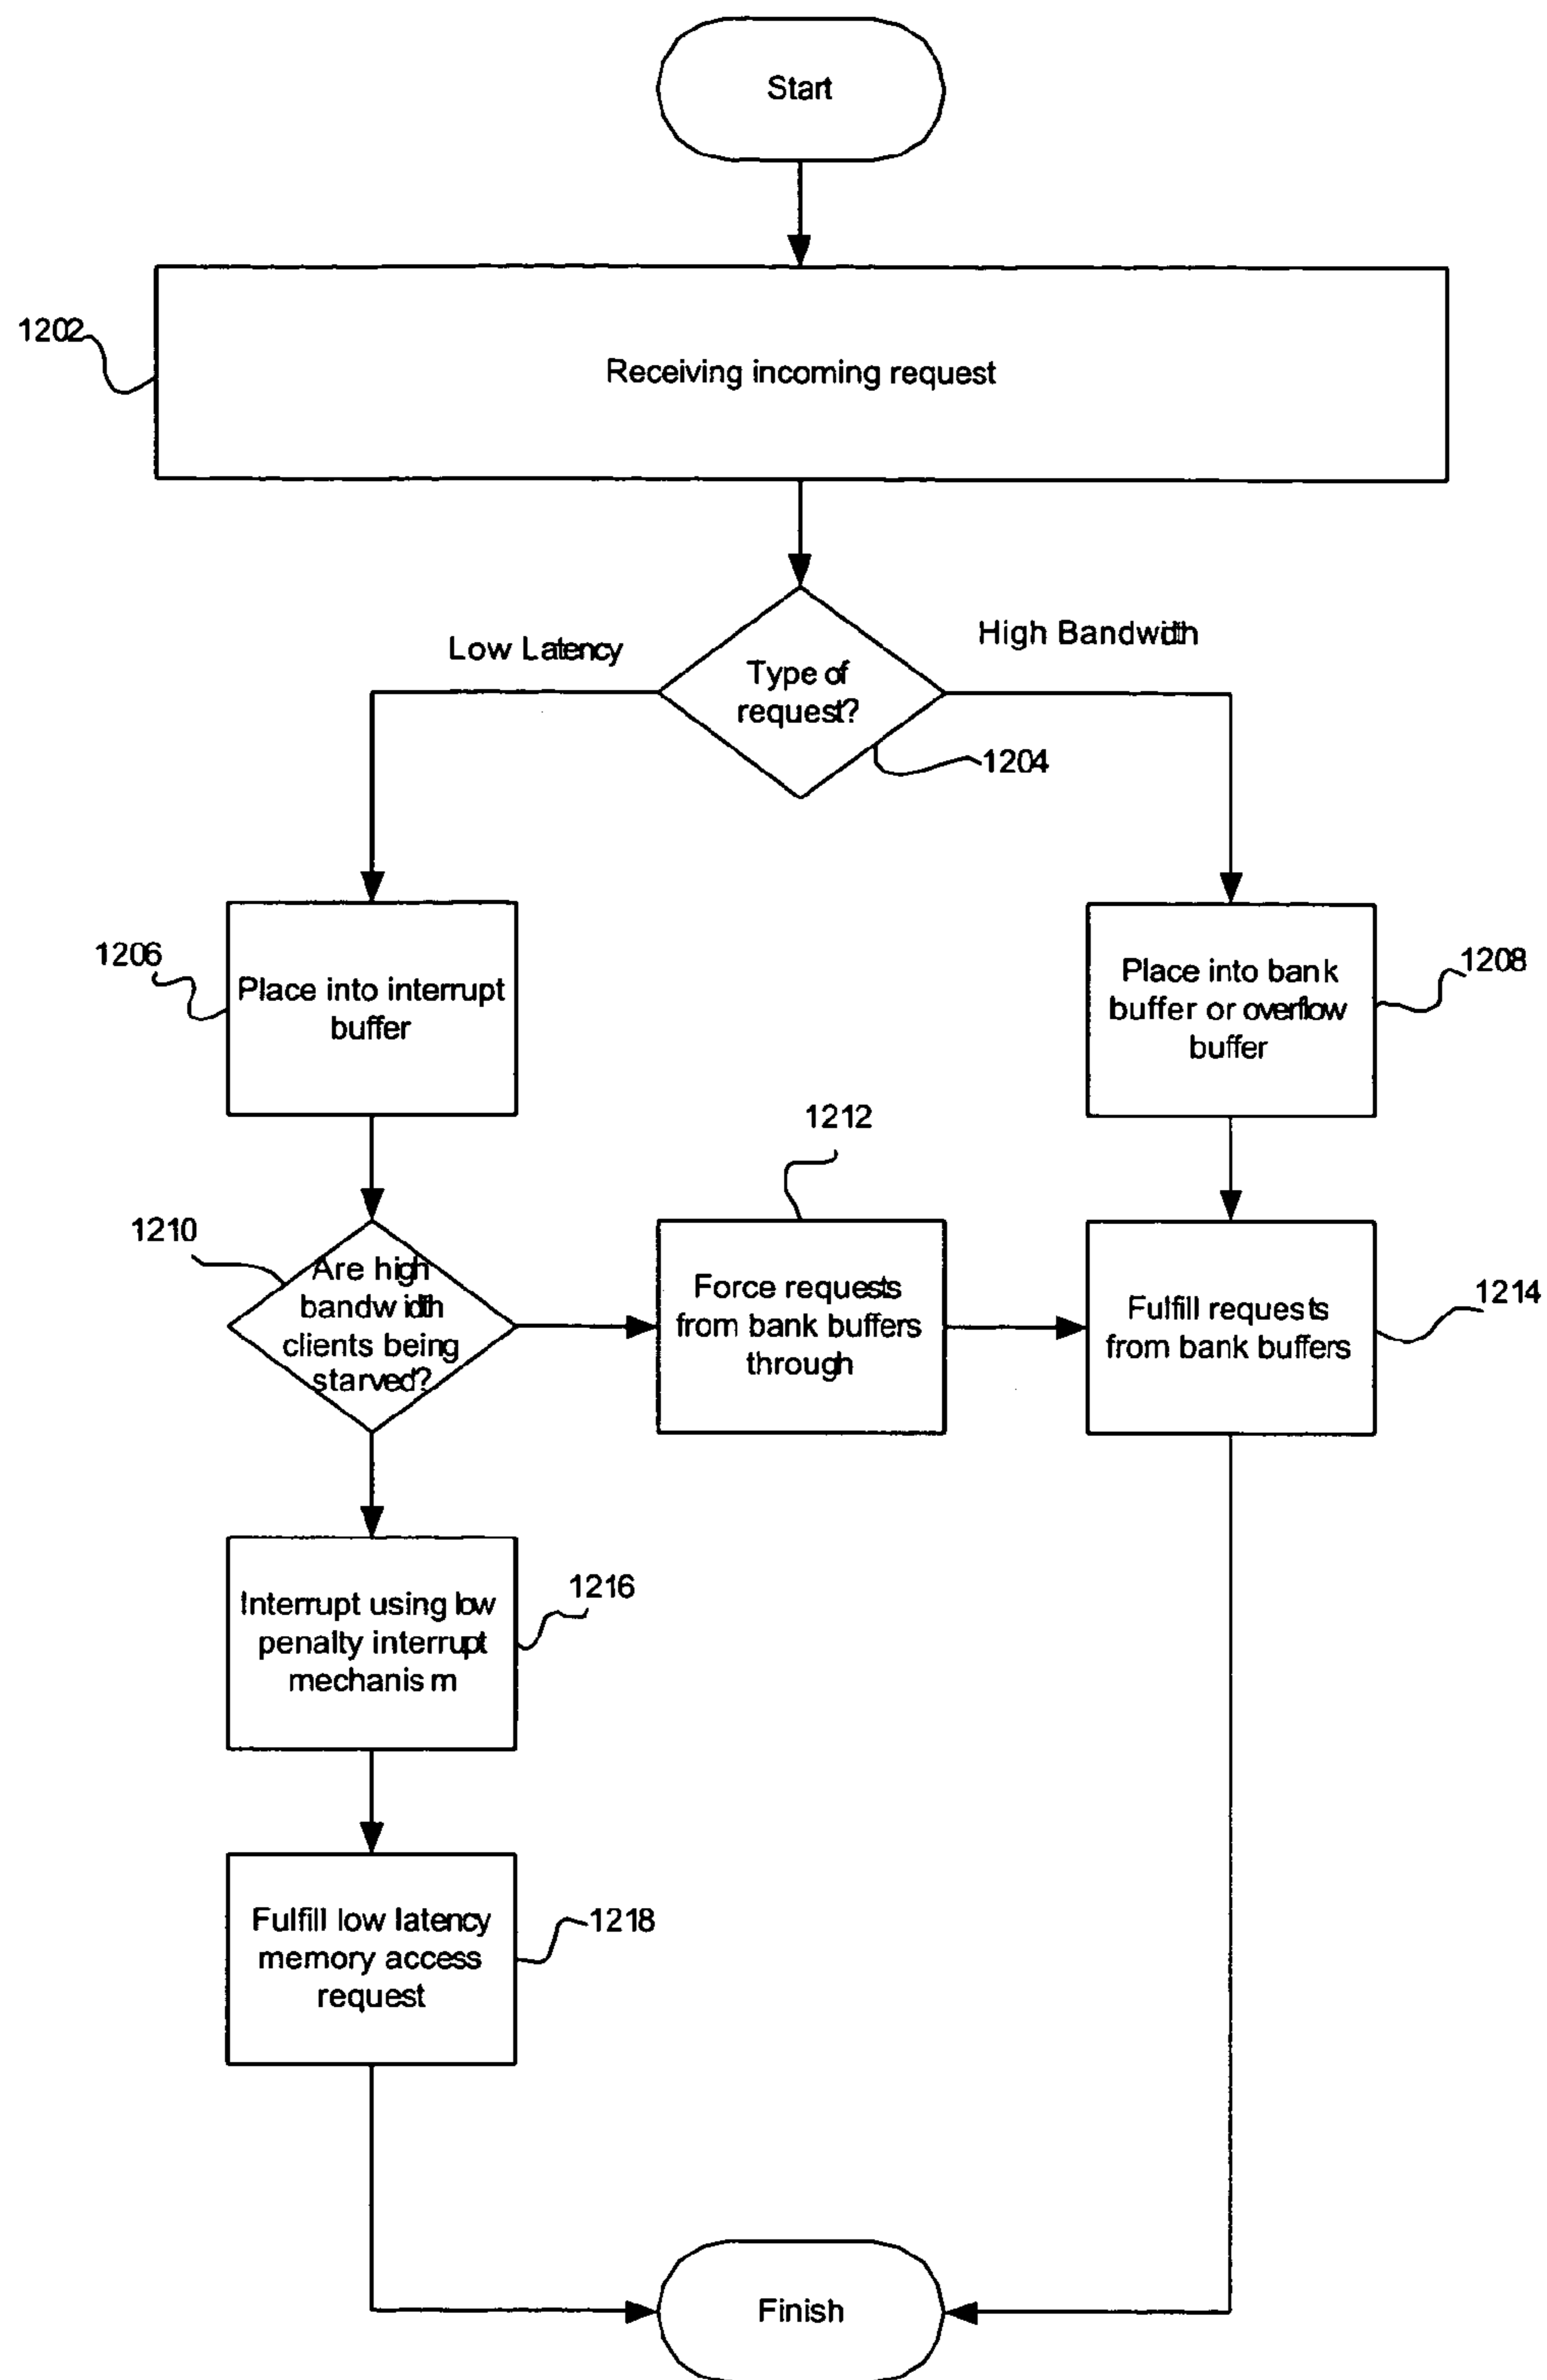 Start
1202
Receiving incoming request
Low Latency
High Bandwidth
Type of
request?
1204
1206
Place into interrupt
buffer
1208
Place into bank
buffer or overflow
buffer
1212
1210
Are high
bandwidth
clients being
starved?
Force requests
from bank buffers
through
1214
Fulfill requests
from bank buffers
1216
Interrupt using low
penalty interrupt
mechanism
1218
Fulfill low latency
memory access
request
Finish